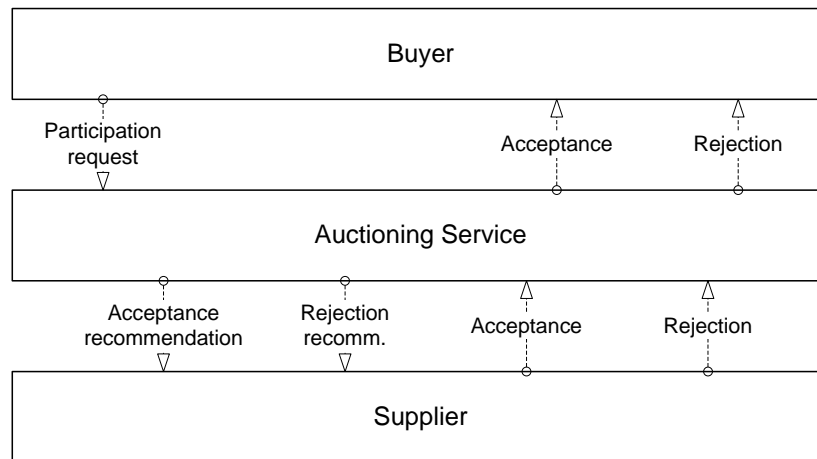 Buyer
Participation
request
Acceptance
Rejection
Auctioning Service
Acceptance
recommendation
Rejection
recomm.
Acceptance
Rejection
Supplier